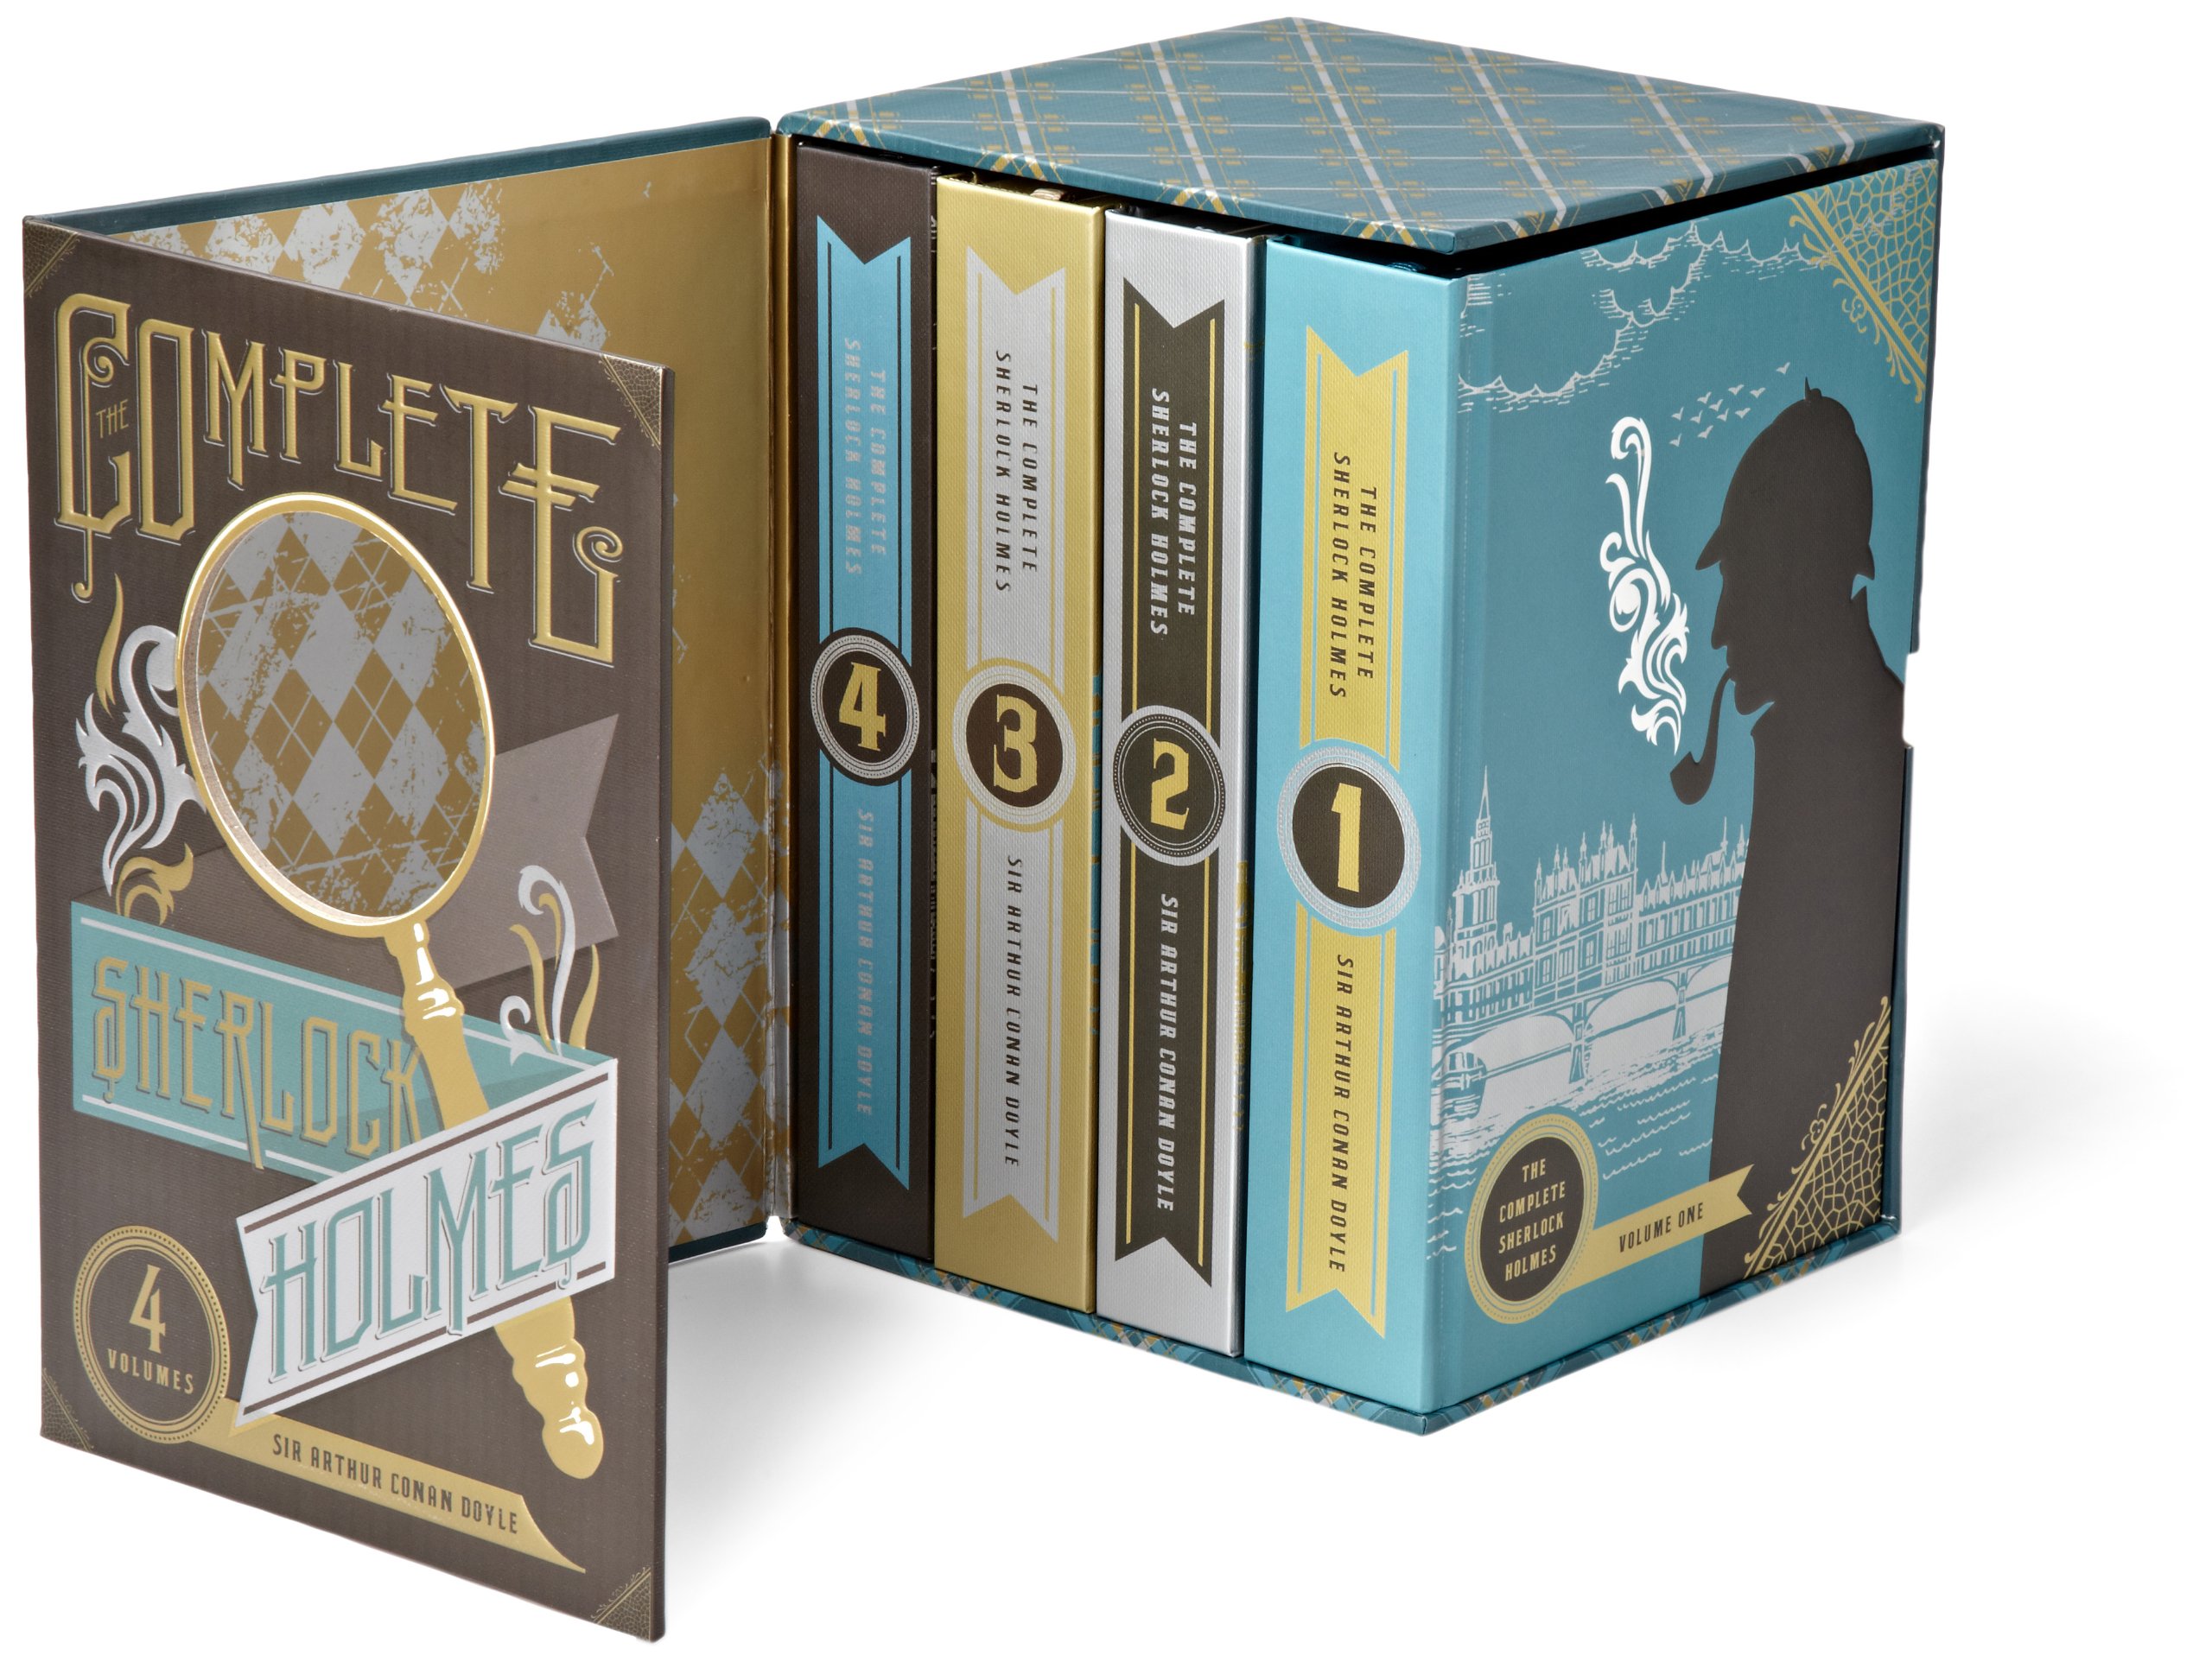 THE
COMPLETE
SHERLOCK
HOLMES
4
VOLUMES
SIR ARTHUR CONAN DOYLE
THE COMPLETE
SHERLOCK HOLMES
4
SIR ARTHUR CONAN DOYLE
THE COMPLETE
SHERLOCK HOLMES
3
SIR ARTHUR CONAN DOYLE
THE COMPLETE
SHERLOCK HOLMES
2
SIR ARTHUR CONAN DOYLE
THE COMPLETE
SHERLOCK HOLMES
1
SIR ARTHUR CONAN DOYLE
THE
COMPLETE
SHERLOCK
HOLMES
VOLUME ONE